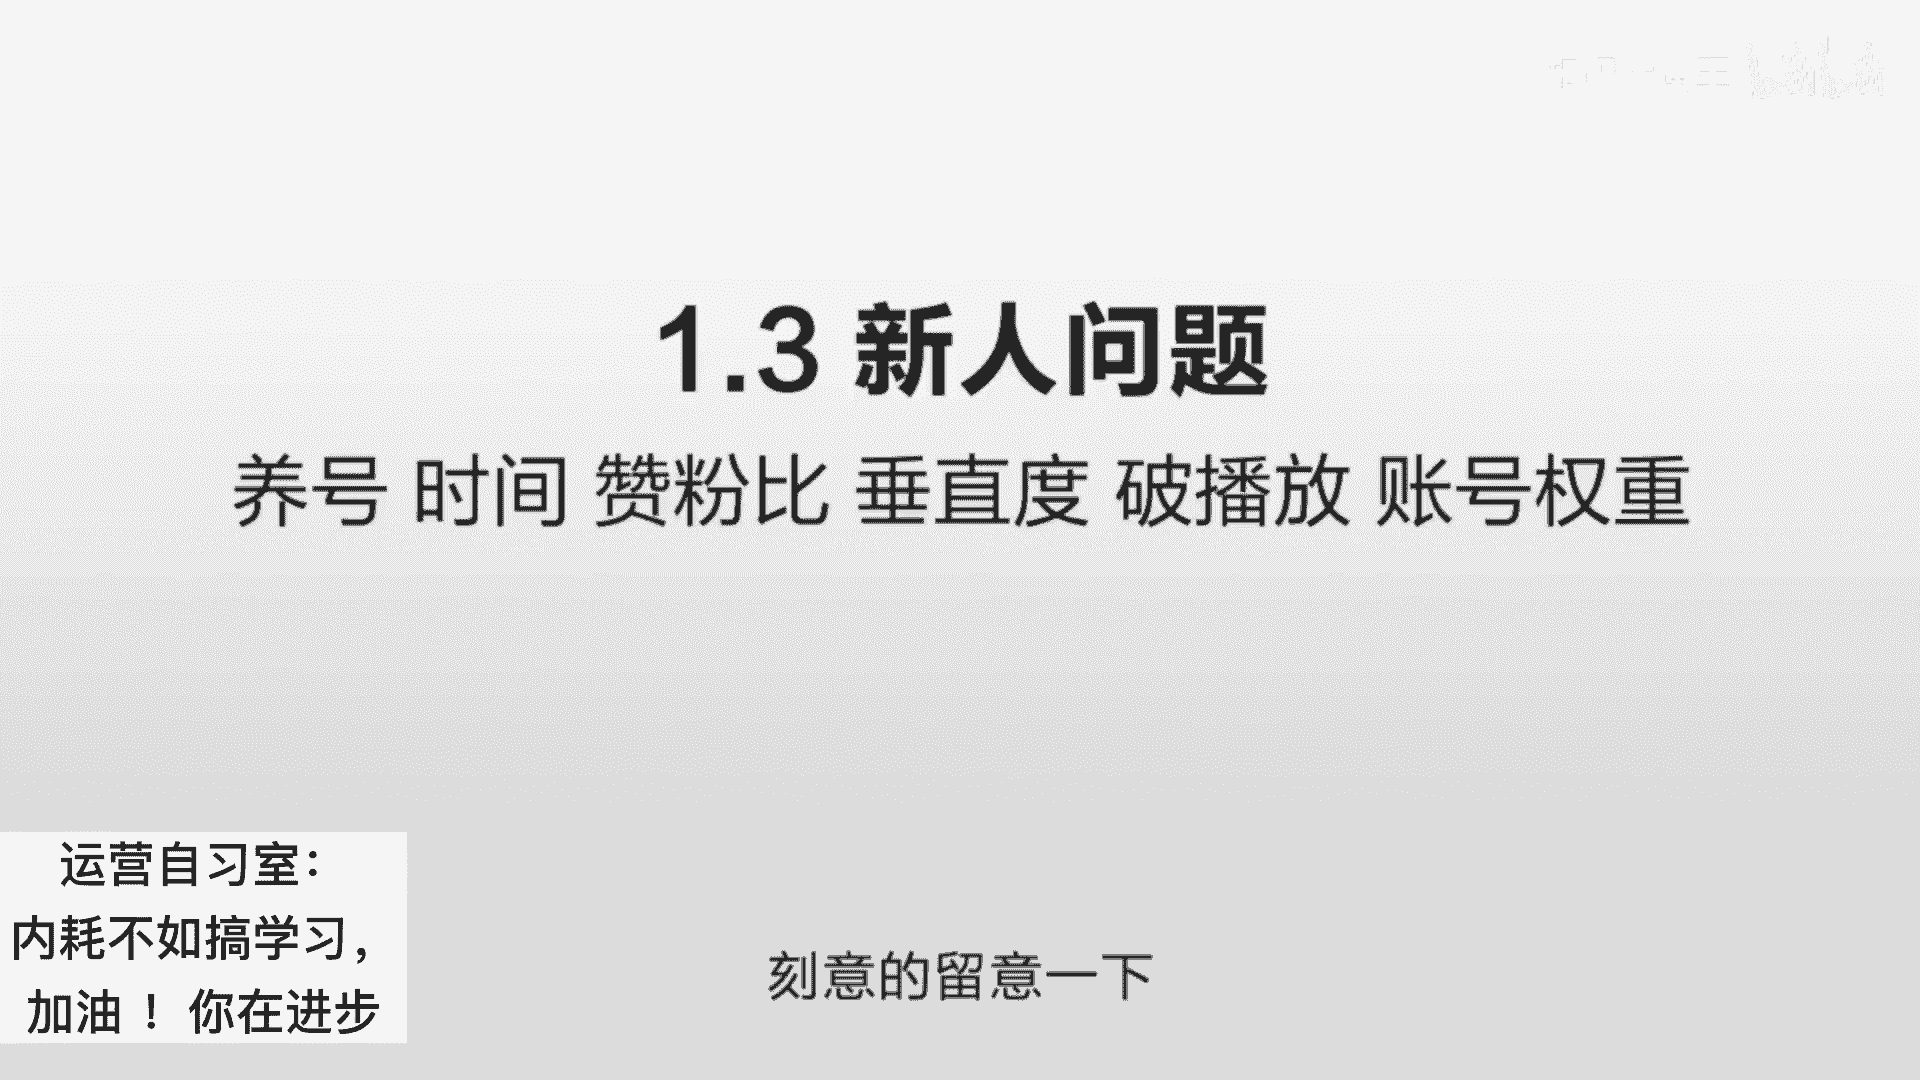 1.3 新人问题
养号 时间 赞粉比 垂直度 破播放 账号权重
运营自习室：
内耗不如搞学习，
加油 ！ 你在进步
刻意的留意一下